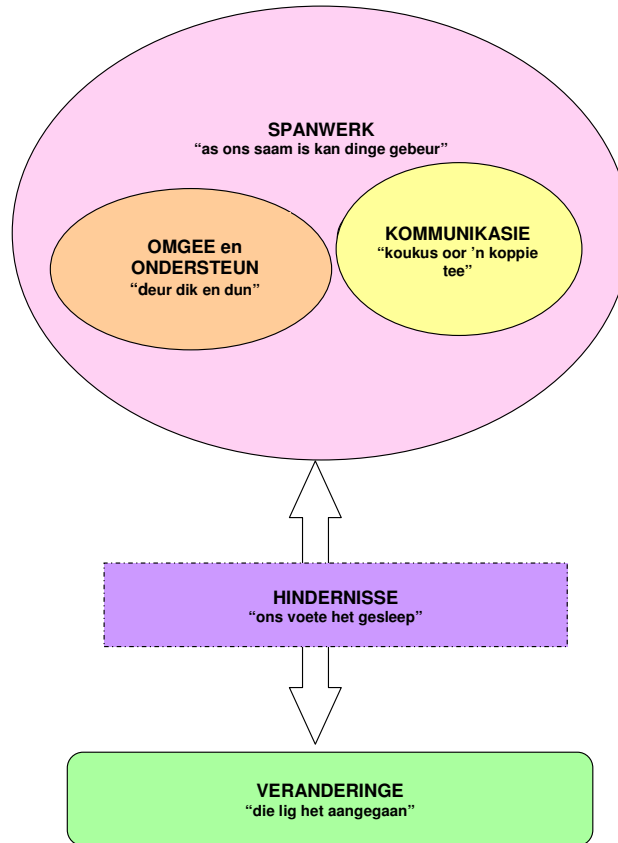 SPANWERK
“as ons saam is kan dinge gebeur”
OMGEE en
ONDERSTEUN
“deur dik en dun”
KOMMUNIKASIE
“koukus oor ’n koppie
tee”
HINDERNISSE
“ons voete het gesleep”
VERANDERINGE
“die lig het aangegaan”